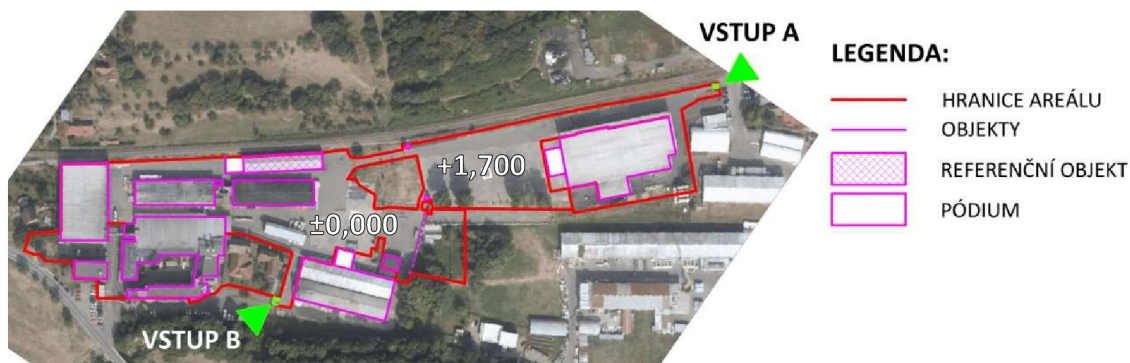 VSTUP A
LEGENDA:
HRANICE AREÁLU
OBJEKTY
REFERENČNÍ OBJEKT
PÓDIUM
+1,700
±0,000
VSTUP B